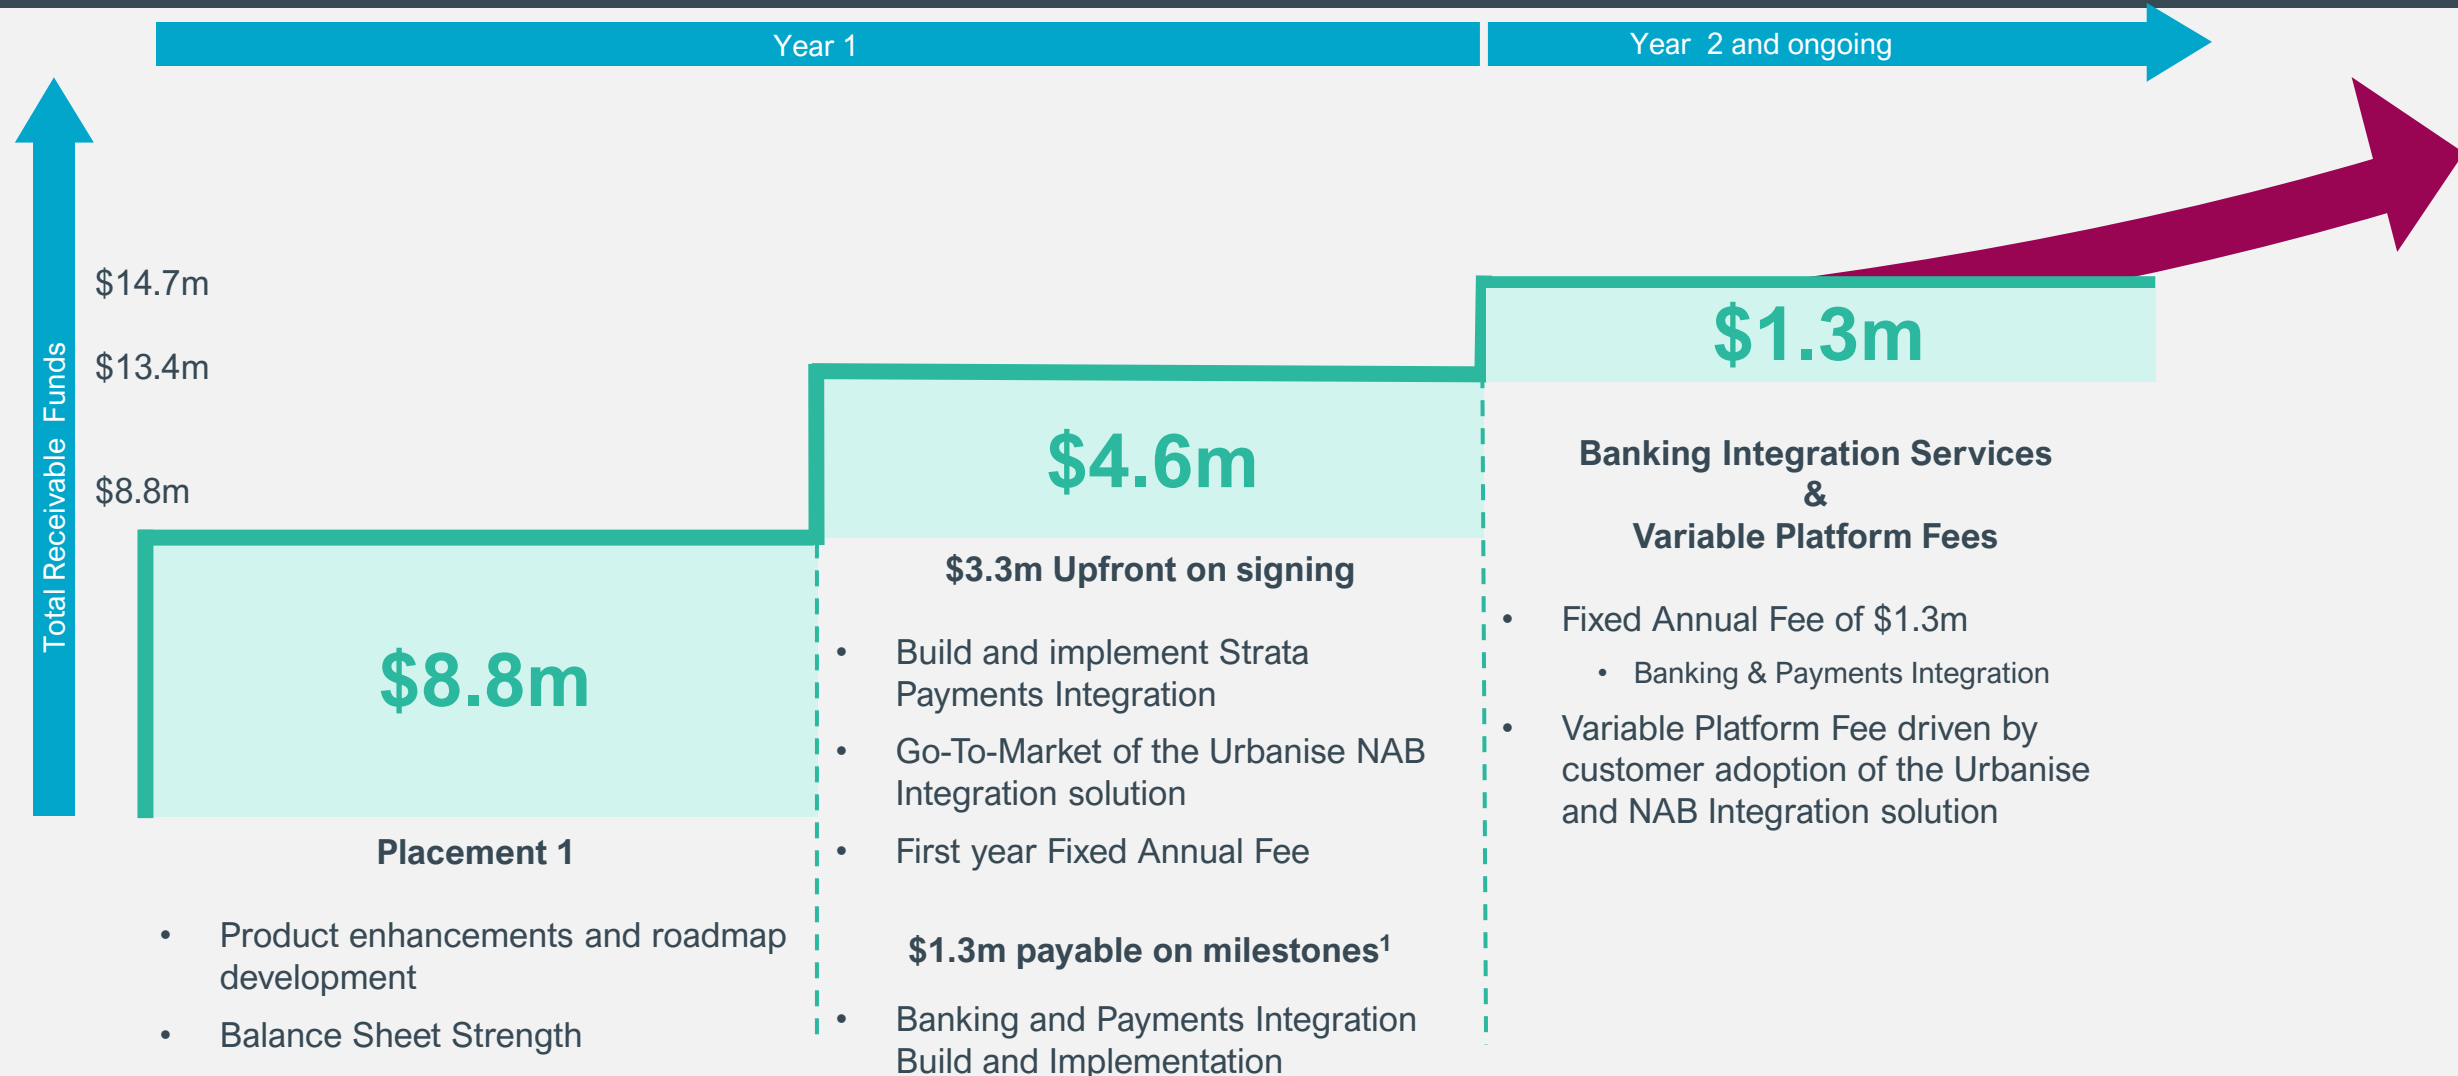 Year 1
Year 2 and ongoing
Total Receivable Funds
$14.7m
$13.4m
$8.8m
$8.8m
Placement 1
• Product enhancements and roadmap
development
• Balance Sheet Strength
$4.6m
$3.3m Upfront on signing
• Build and implement Strata
Payments Integration
• Go-To-Market of the Urbanise NAB
Integration solution
• First year Fixed Annual Fee
$1.3m payable on milestones¹
• Banking and Payments Integration
Build and Implementation
$1.3m
Banking Integration Services
&
Variable Platform Fees
• Fixed Annual Fee of $1.3m
• Banking & Payments Integration
• Variable Platform Fee driven by
customer adoption of the Urbanise
and NAB Integration solution